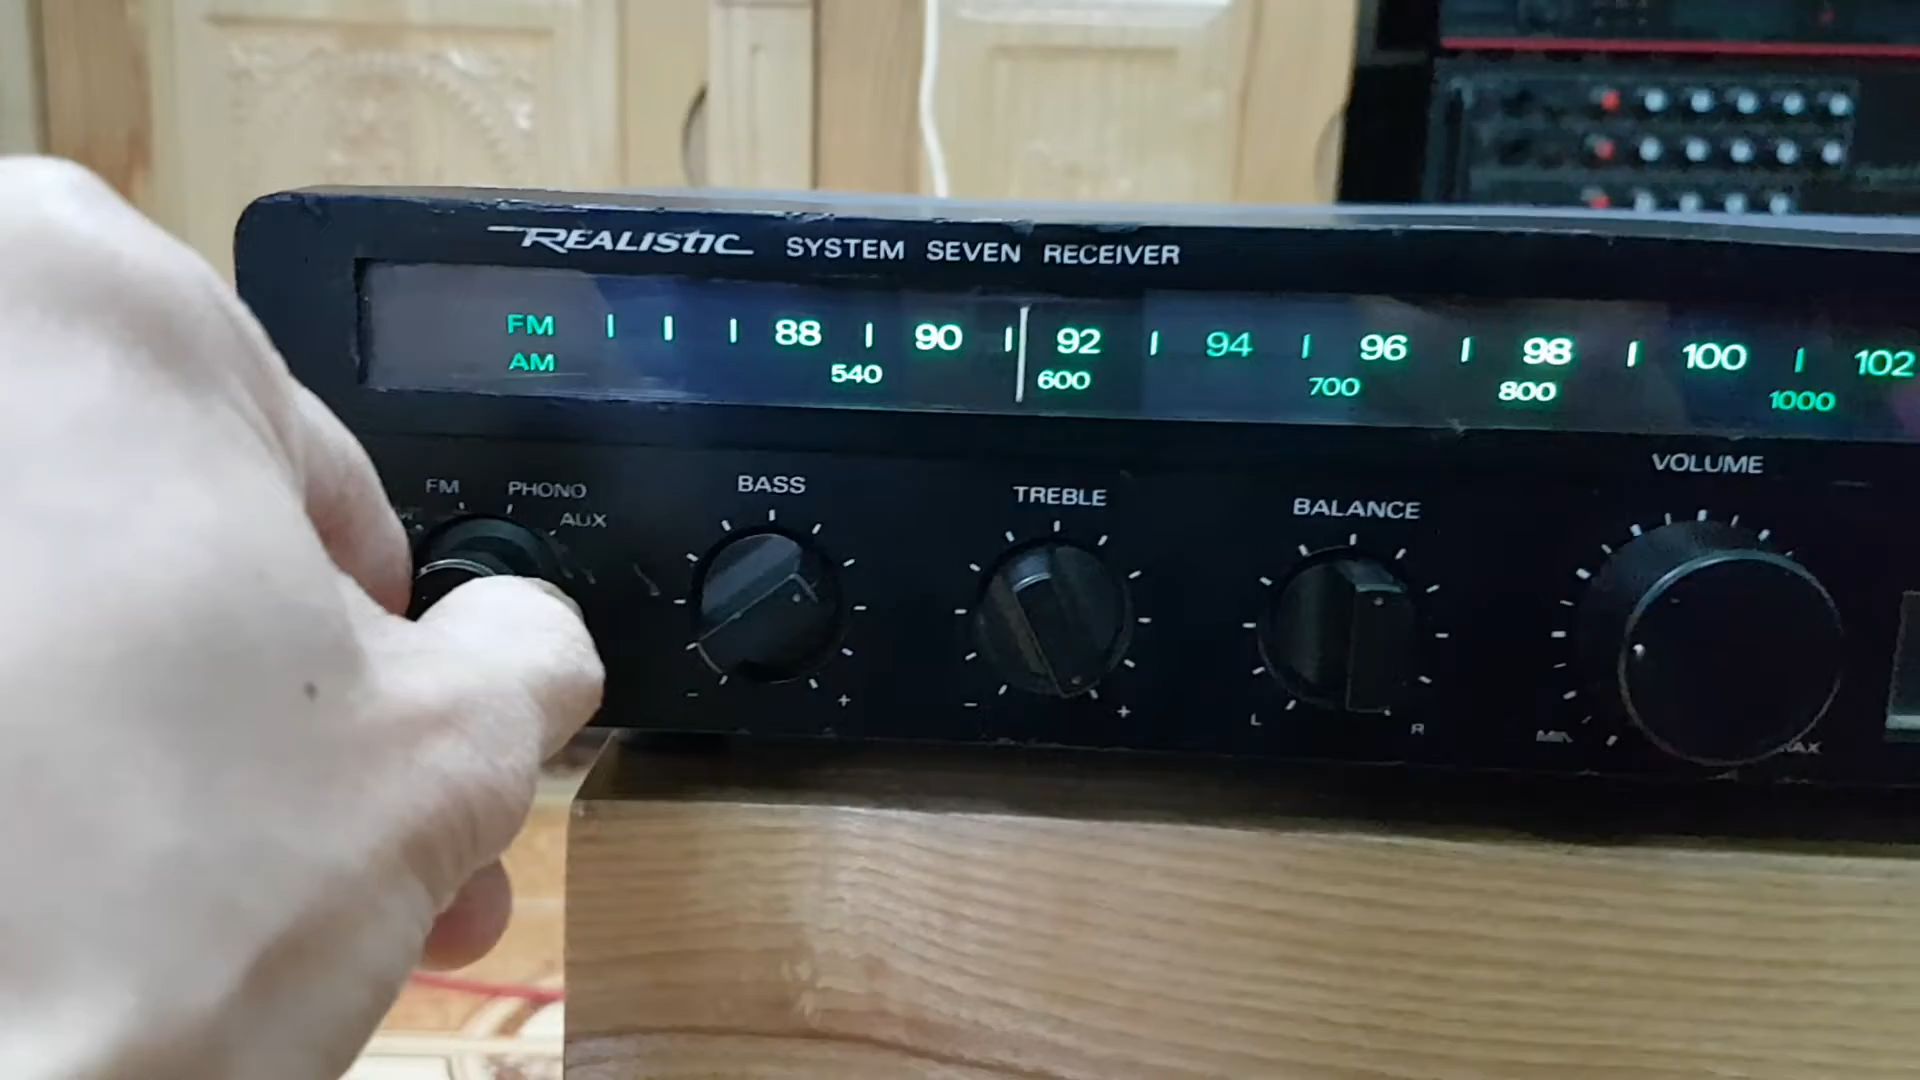 REALISTIC SYSTEM SEVEN RECEIVER
FM 88 90 92 94 96 98 100 102
AM 540 600 700 800 1000
FM PHONO AUX
BASS
- +
TREBLE
- +
BALANCE
L R
VOLUME
MIN